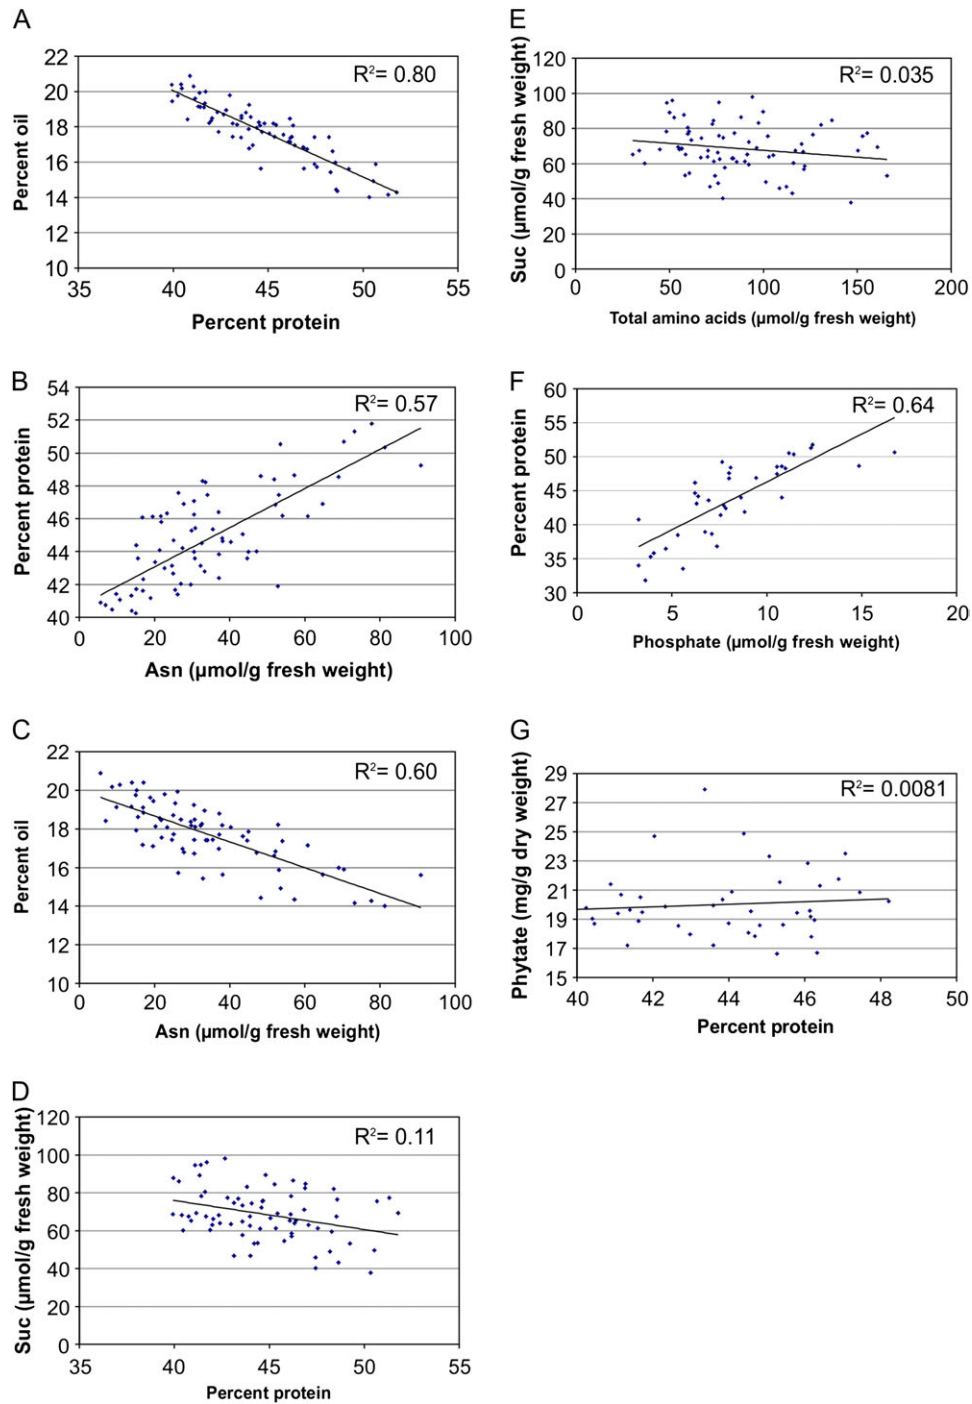 A
R²= 0.80
Percent oil
22
20
18
16
14
12
10
35 40 45 50 55
Percent protein
B
R²= 0.57
Percent protein
54
52
50
48
46
44
42
40
0 20 40 60 80 100
Asn (µmol/g fresh weight)
C
R²= 0.60
Percent oil
22
20
18
16
14
12
10
0 20 40 60 80 100
Asn (µmol/g fresh weight)
D
R²= 0.11
Suc (µmol/g fresh weight)
120
100
80
60
40
20
0
35 40 45 50 55
Percent protein
E
R²= 0.035
Suc (µmol/g fresh weight)
120
100
80
60
40
20
0
0 50 100 150 200
Total amino acids (µmol/g fresh weight)
F
R²= 0.64
Percent protein
60
55
50
45
40
35
30
0 5 10 15 20
Phosphate (µmol/g fresh weight)
G
R²= 0.0081
Phytate (mg/g dry weight)
29
27
25
23
21
19
17
15
40 42 44 46 48 50
Percent protein